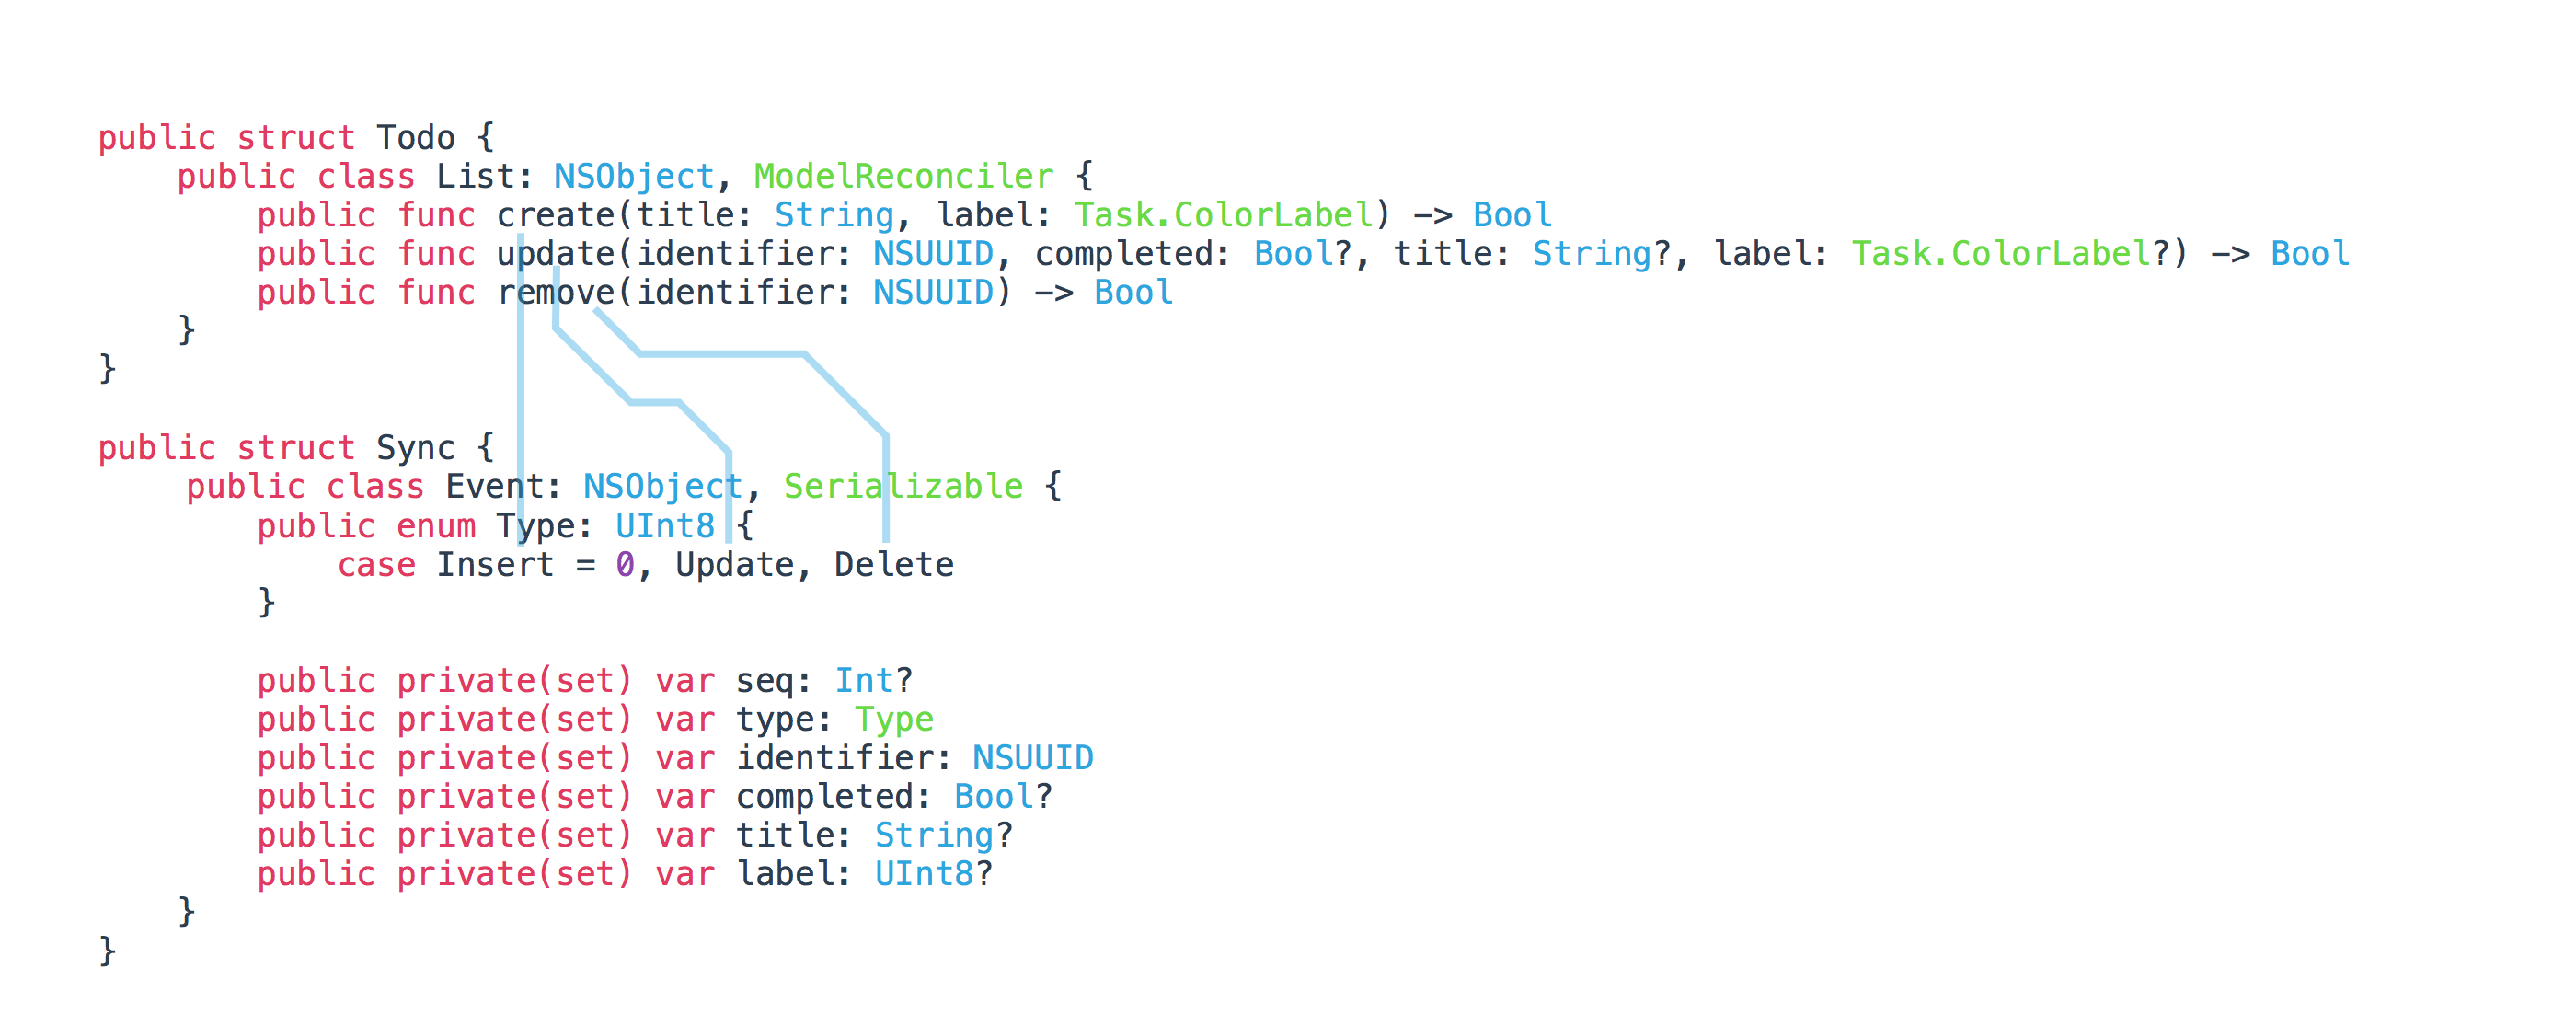 public struct Todo {
    public class List: NSObject, ModelReconciler {
        public func create(title: String, label: Task.ColorLabel) -> Bool
        public func update(identifier: NSUUID, completed: Bool?, title: String?, label: Task.ColorLabel?) -> Bool
        public func remove(identifier: NSUUID) -> Bool
    }
}

public struct Sync {
    public class Event: NSObject, Serializable {
        public enum Type: UInt8 {
            case Insert = 0, Update, Delete
        }

        public private(set) var seq: Int?
        public private(set) var type: Type
        public private(set) var identifier: NSUUID
        public private(set) var completed: Bool?
        public private(set) var title: String?
        public private(set) var label: UInt8?
    }
}